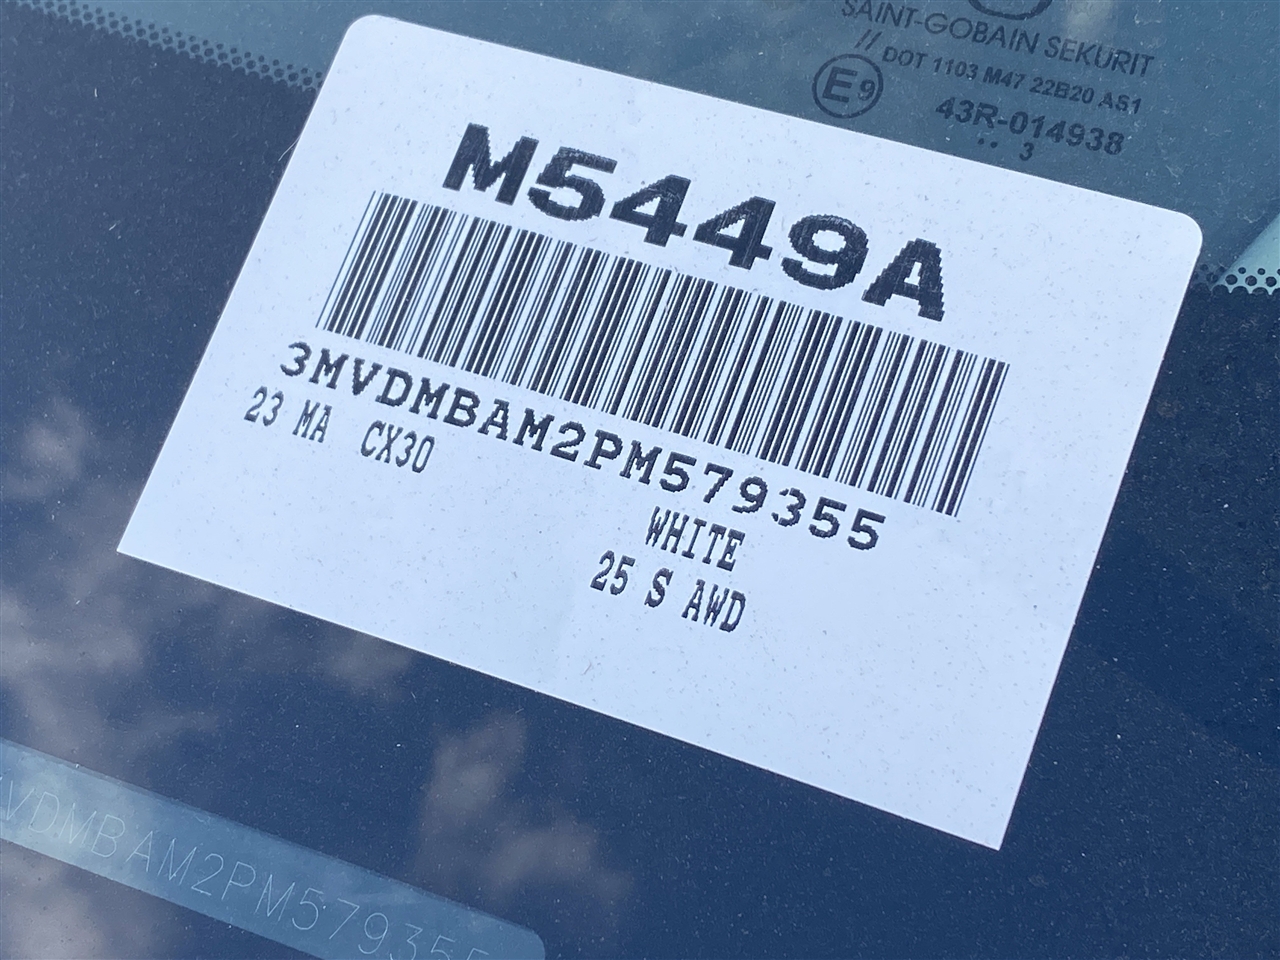 SAINT-GOBAIN SEKURIT
//
DOT 1103 M47 22B20 AS1
E9
43R-014938
.. 3
M5449A
3MVDMBAM2PM579355
23 MA CX30
WHITE
25 S AWD
VDMBAM2PM579355